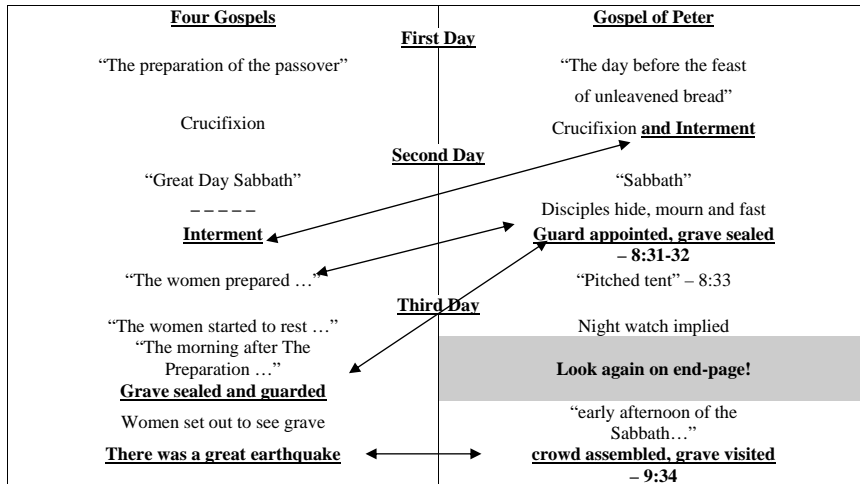 Four Gospels
Gospel of Peter
First Day
“The preparation of the passover”
“The day before the feast
of unleavened bread”
Crucifixion
Crucifixion and Interment
Second Day
“Great Day Sabbath”
“Sabbath”
– – – – –
Disciples hide, mourn and fast
Interment
Guard appointed, grave sealed
– 8:31-32
“The women prepared …”
“Pitched tent” – 8:33
Third Day
“The women started to rest …”
Night watch implied
“The morning after The
Preparation …”
Look again on end-page!
Grave sealed and guarded
Women set out to see grave
“early afternoon of the
Sabbath…”
There was a great earthquake
crowd assembled, grave visited
– 9:34